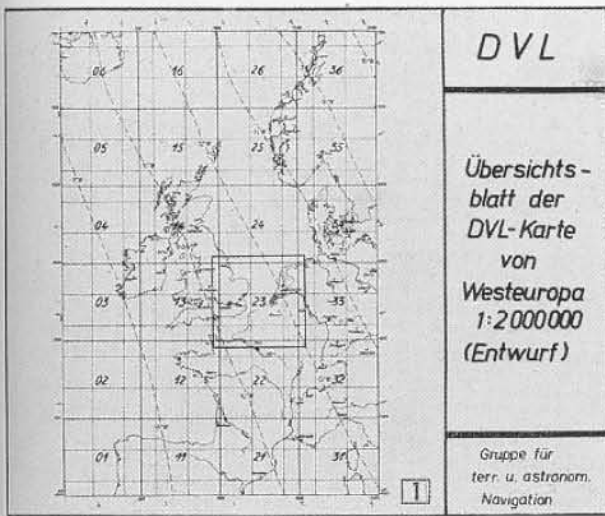 06 16 26 36
05 15 25 35
04 24
03 13 23 33
02 12 22 32
01 11 21 31
1
DVL
Übersichts-
blatt der
DVL-Karte
von
Westeuropa
1:2000000
(Entwurf)
Gruppe für
terr. u. astronom.
Navigation